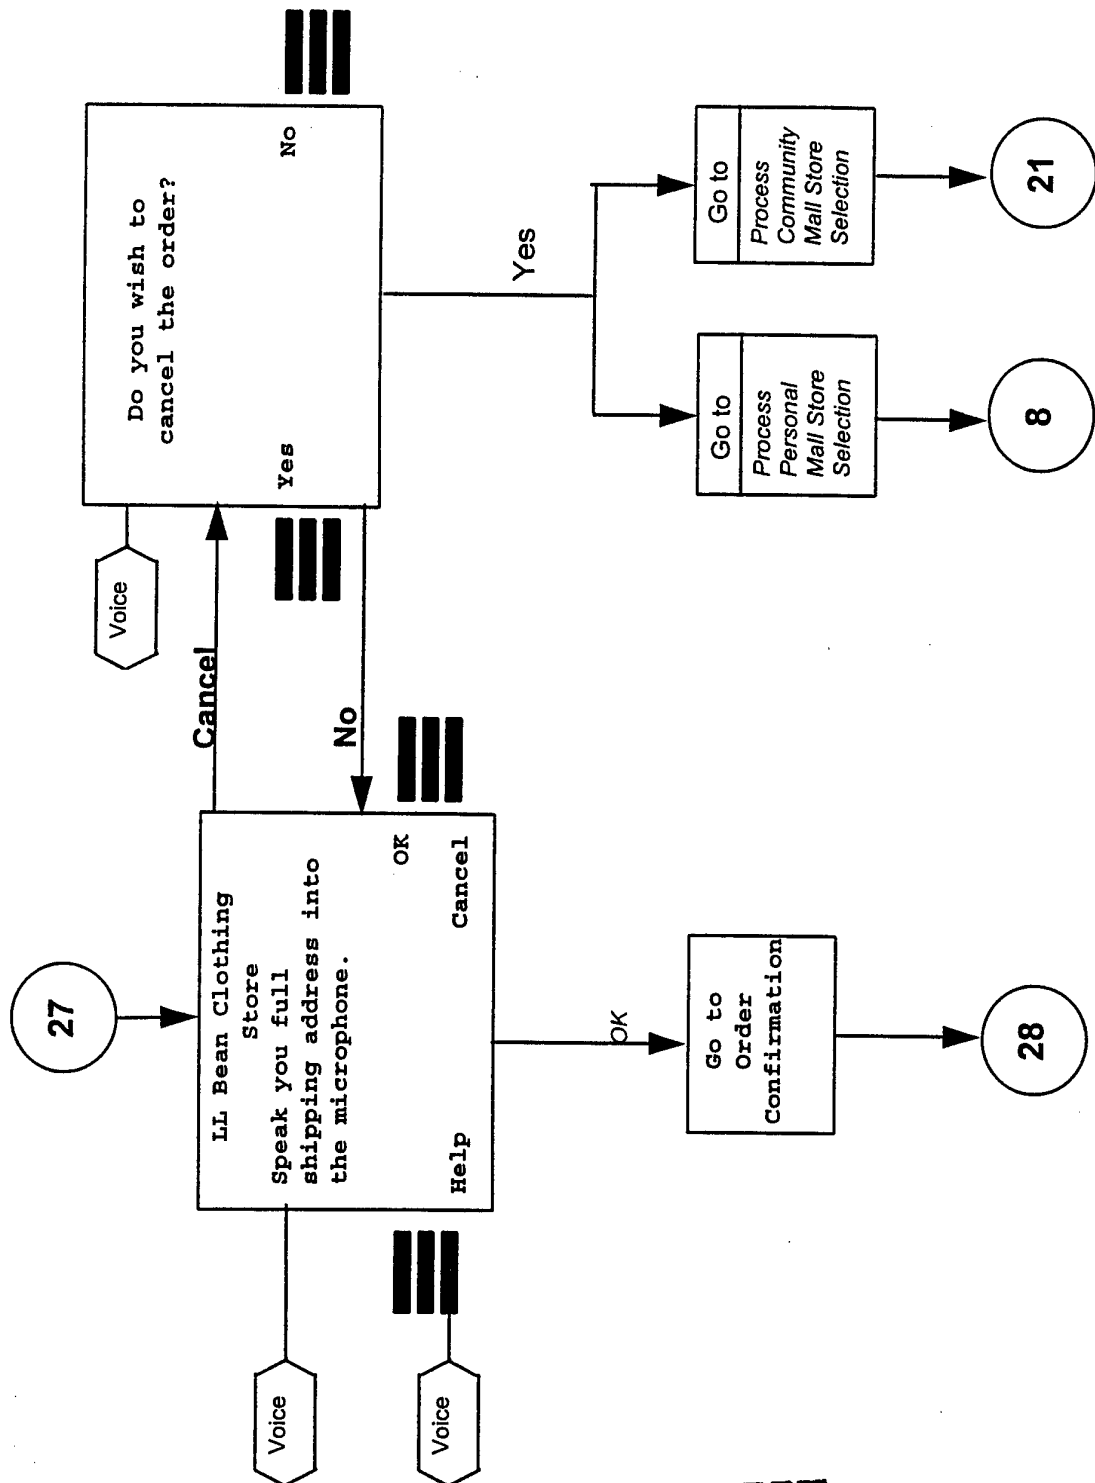 27
LL Bean Clothing
Store
Speak you full
shipping address into
the microphone.
OK
Help
Cancel
Voice
Voice
Cancel
No
Voice
Do you wish to
cancel the order?
Yes
No
OK
Go to
Order
Confirmation
28
Yes
Go to
Process
Personal
Mall Store
Selection
8
Go to
Process
Community
Mall Store
Selection
21